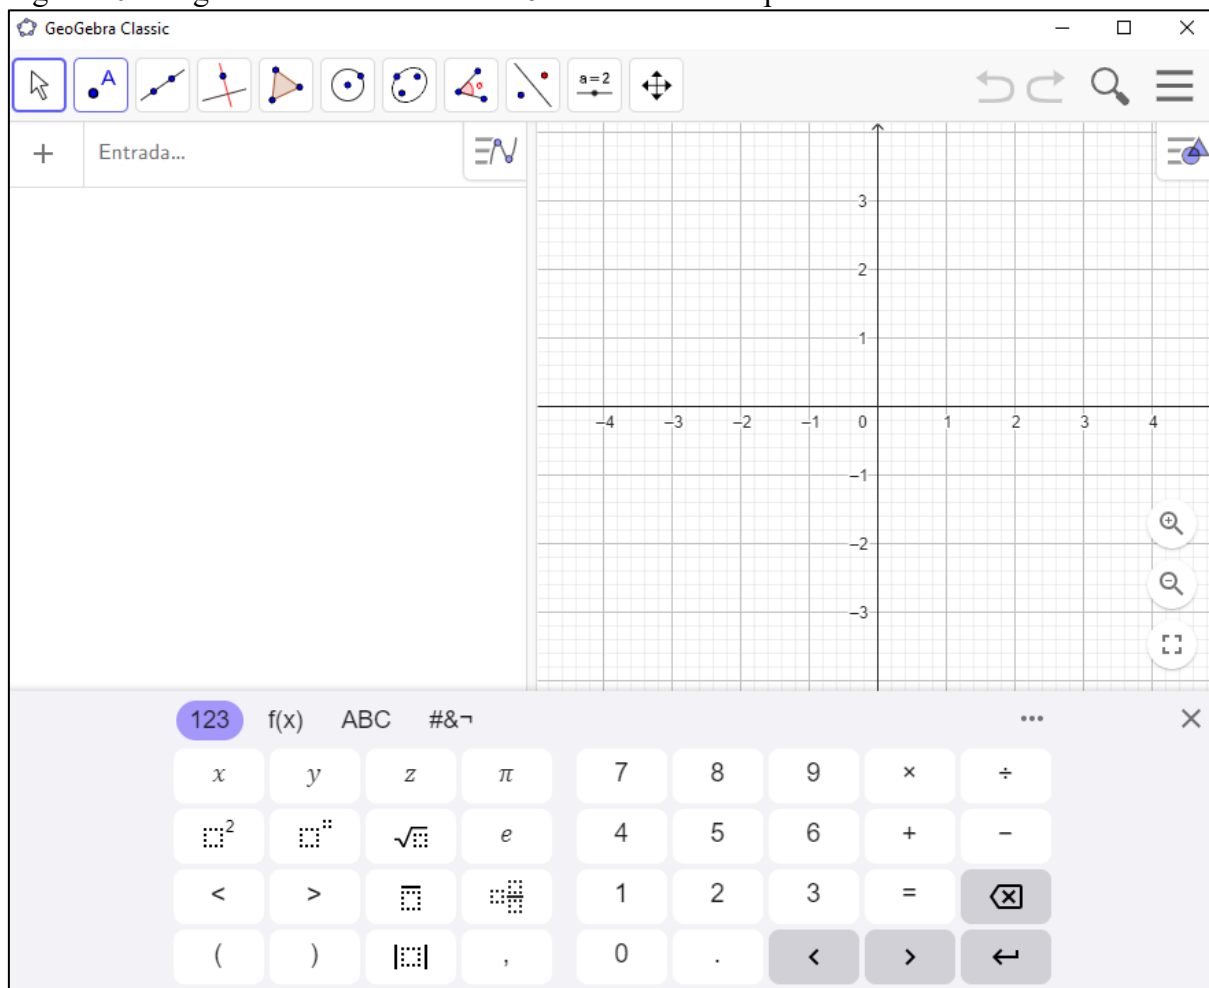 GeoGebra Classic
A
a=2
+ Entrada...
3
2
1
–4 –3 –2 –1 0 1 2 3 4
–1
–2
–3
123 f(x) ABC #&¬ •••
x y z π 7 8 9 × ÷
2 √ e 4 5 6 + −
< > 1 2 3 =
( ) | | , 0 . < >